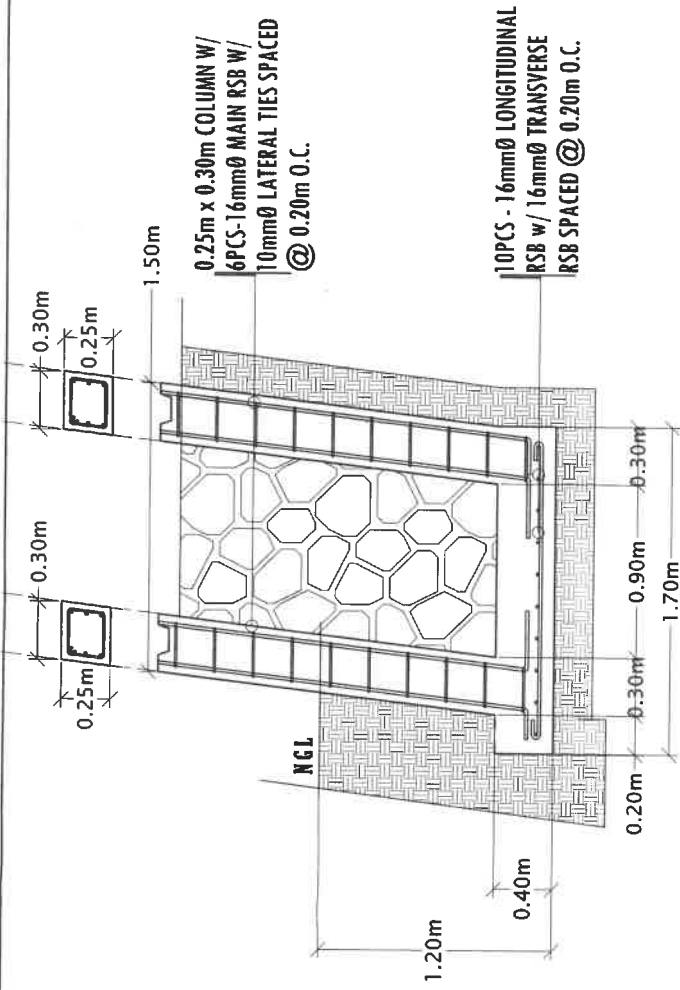 0.30m
0.25m
0.30m
0.25m
1.50m
0.25m x 0.30m COLUMN W/
6PCS-16mmØ MAIN RSB W/
10mmØ LATERAL TIES SPACED
@ 0.20m O.C.
NGL
1.20m
0.40m
10PCS - 16mmØ LONGITUDINAL
RSB w/ 16mmØ TRANSVERSE
RSB SPACED @ 0.20m O.C.
0.20m
0.30m
0.90m
0.30m
1.70m